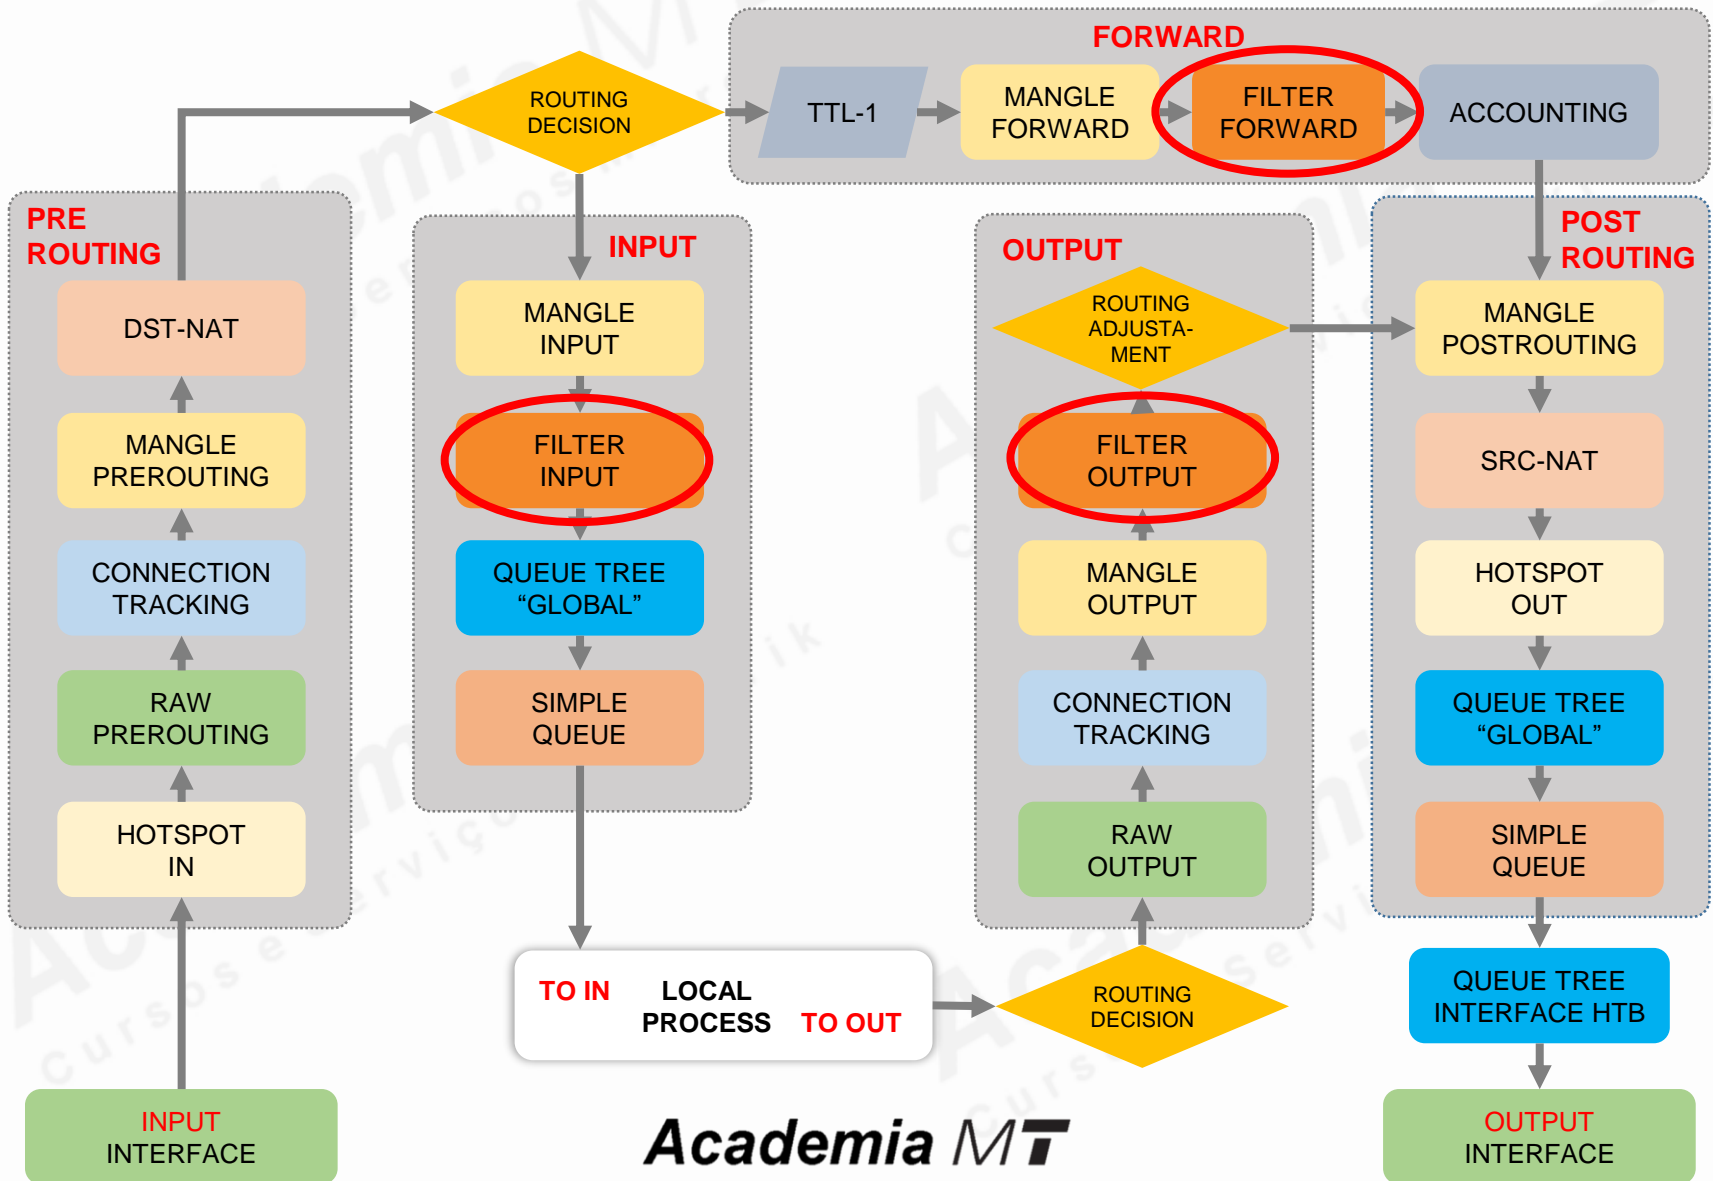 FORWARD
ROUTING
DECISION
TTL-1
MANGLE
FORWARD
FILTER
FORWARD
ACCOUNTING
PRE
ROUTING
DST-NAT
MANGLE
PREROUTING
CONNECTION
TRACKING
RAW
PREROUTING
HOTSPOT
IN
INPUT
INTERFACE
INPUT
MANGLE
INPUT
FILTER
INPUT
QUEUE TREE
“GLOBAL”
SIMPLE
QUEUE
TO IN
LOCAL
PROCESS
TO OUT
ROUTING
DECISION
OUTPUT
ROUTING
ADJUSTA-
MENT
FILTER
OUTPUT
MANGLE
OUTPUT
CONNECTION
TRACKING
RAW
OUTPUT
POST
ROUTING
MANGLE
POSTROUTING
SRC-NAT
HOTSPOT
OUT
QUEUE TREE
“GLOBAL”
SIMPLE
QUEUE
QUEUE TREE
INTERFACE HTB
OUTPUT
INTERFACE
Academia MT